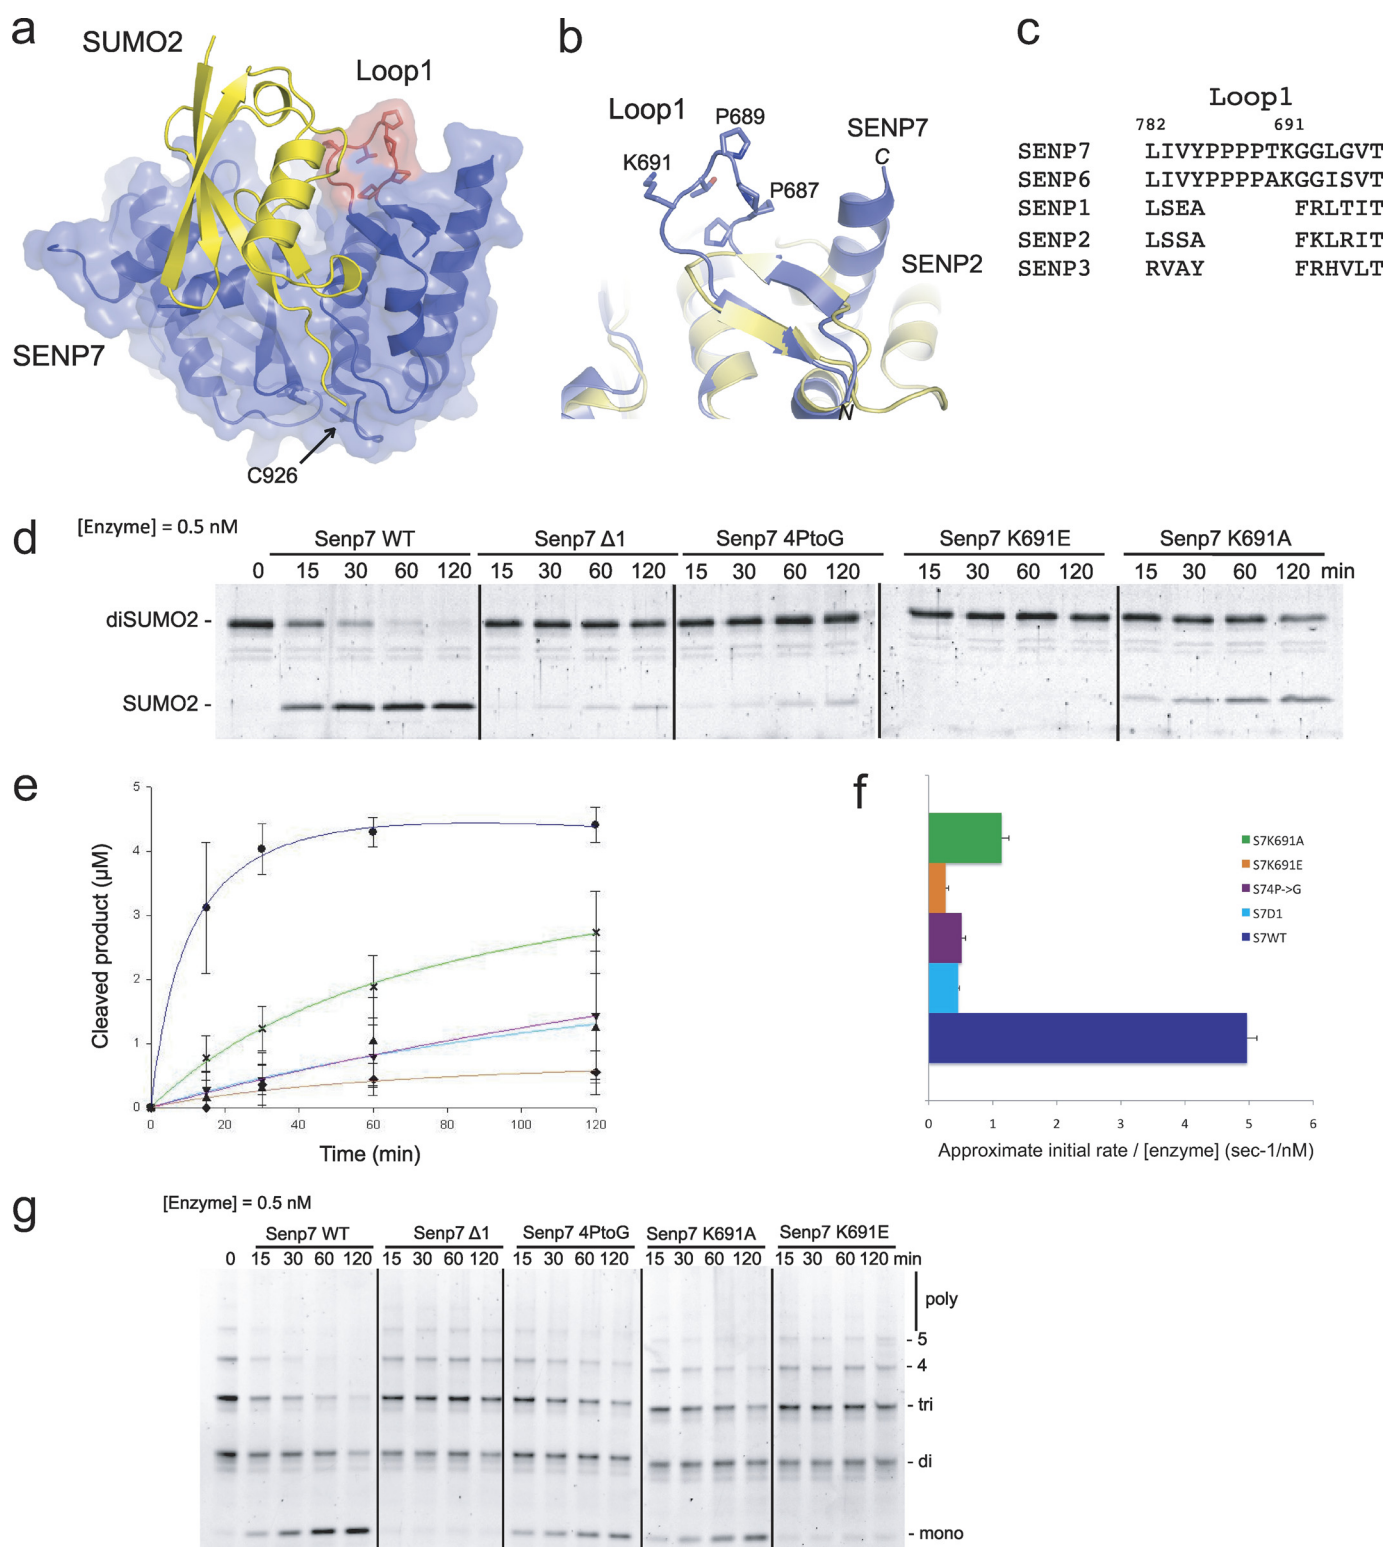 a
SUMO2
Loop1
SENP7
C926
b
Loop1
P689
K691
SENP7
C
P687
SENP2
N
c
Loop1
782 691
SENP7 LIVYPPPPTKGGLGVT
SENP6 LIVYPPPPAKGGISVT
SENP1 LSEA FRLTIT
SENP2 LSSA FKLRIT
SENP3 RVAY FRHVLT
d
[Enzyme] = 0.5 nM
Senp7 WT Senp7 Δ1 Senp7 4PtoG Senp7 K691E Senp7 K691A
0 15 30 60 120 15 30 60 120 15 30 60 120 15 30 60 120 15 30 60 120 min
diSUMO2 -
SUMO2 -
e
5
4
3
2
1
0
0 20 40 60 80 100 120
Cleaved product (µM)
Time (min)
f
S7K691A
S7K691E
S74P->G
S7D1
S7WT
0 1 2 3 4 5 6
Approximate initial rate / [enzyme] (sec-1/nM)
g
[Enzyme] = 0.5 nM
Senp7 WT Senp7 Δ1 Senp7 4PtoG Senp7 K691A Senp7 K691E
0 15 30 60 120 15 30 60 120 15 30 60 120 15 30 60 120 15 30 60 120 min
poly
- 5
- 4
- tri
- di
- mono